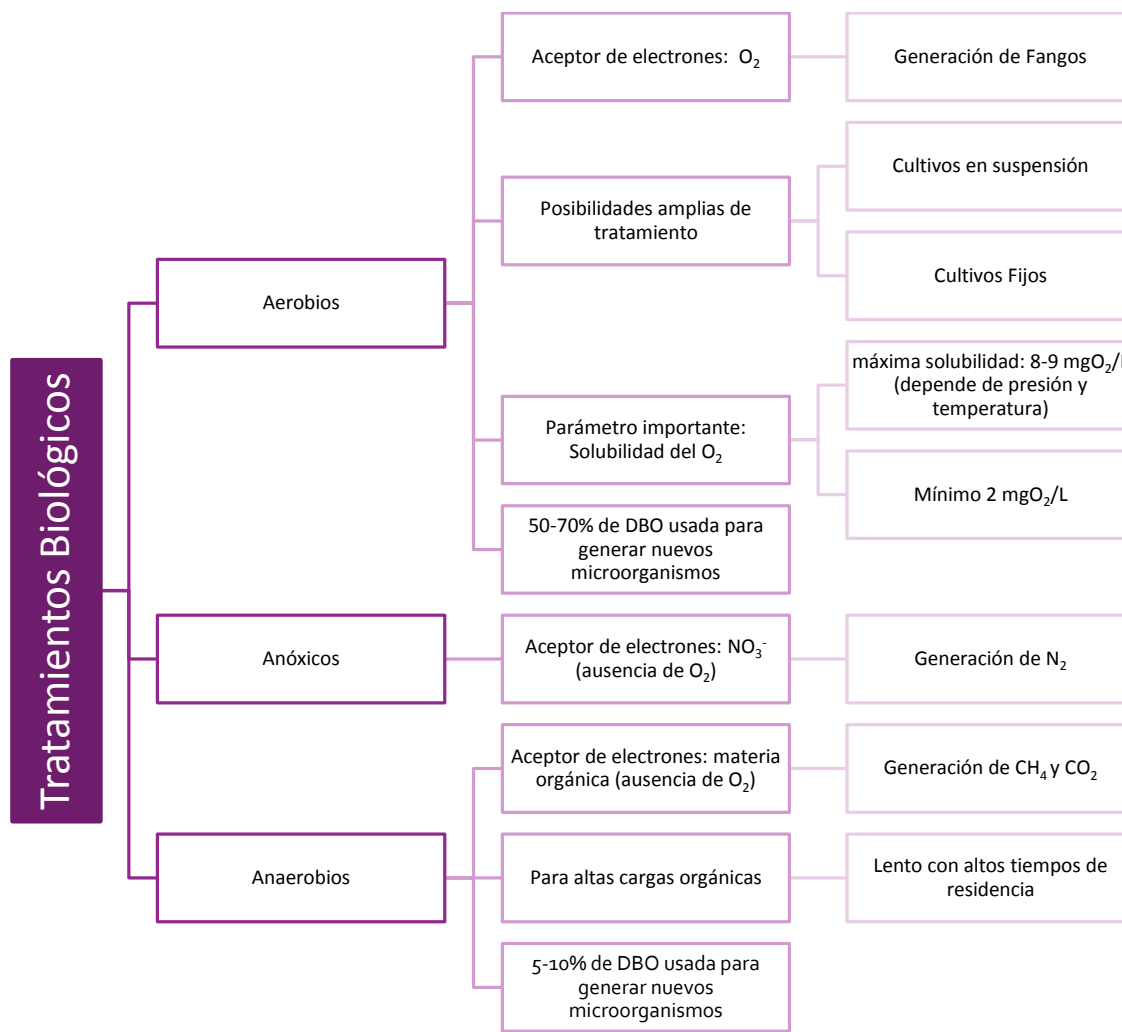 Tratamientos Biológicos
Aerobios
Aceptor de electrones: O₂
Generación de Fangos
Posibilidades amplias de
tratamiento
Cultivos en suspensión
Cultivos Fijos
Parámetro importante:
Solubilidad del O₂
máxima solubilidad: 8-9 mgO₂/
(depende de presión y
temperatura)
Mínimo 2 mgO₂/L
50-70% de DBO usada para
generar nuevos
microorganismos
Anóxicos
Aceptor de electrones: NO₃⁻
(ausencia de O₂)
Generación de N₂
Anaerobios
Aceptor de electrones: materia
orgánica (ausencia de O₂)
Generación de CH₄ y CO₂
Para altas cargas orgánicas
Lento con altos tiempos de
residencia
5-10% de DBO usada para
generar nuevos
microorganismos